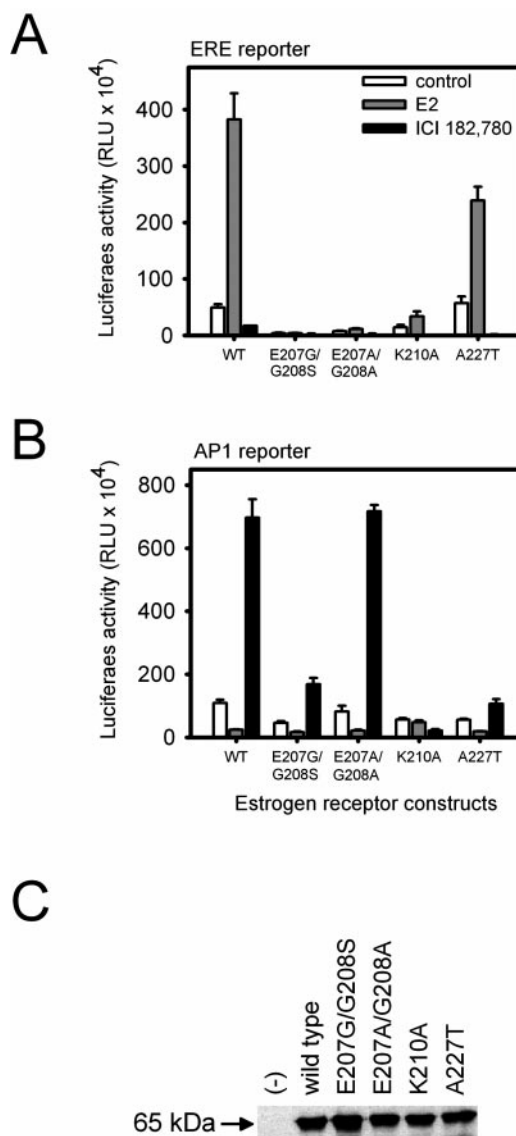 A
ERE reporter
Luciferaes activity (RLU x 10⁴)
400
300
200
100
0
control
E2
ICI 182,780
WT
E207G/
G208S
E207A/
G208A
K210A
A227T
B
AP1 reporter
Luciferaes activity (RLU x 10⁴)
800
600
400
200
0
WT
E207G/
G208S
E207A/
G208A
K210A
A227T
Estrogen receptor constructs
C
(-)
wild type
E207G/G208S
E207A/G208A
K210A
A227T
65 kDa